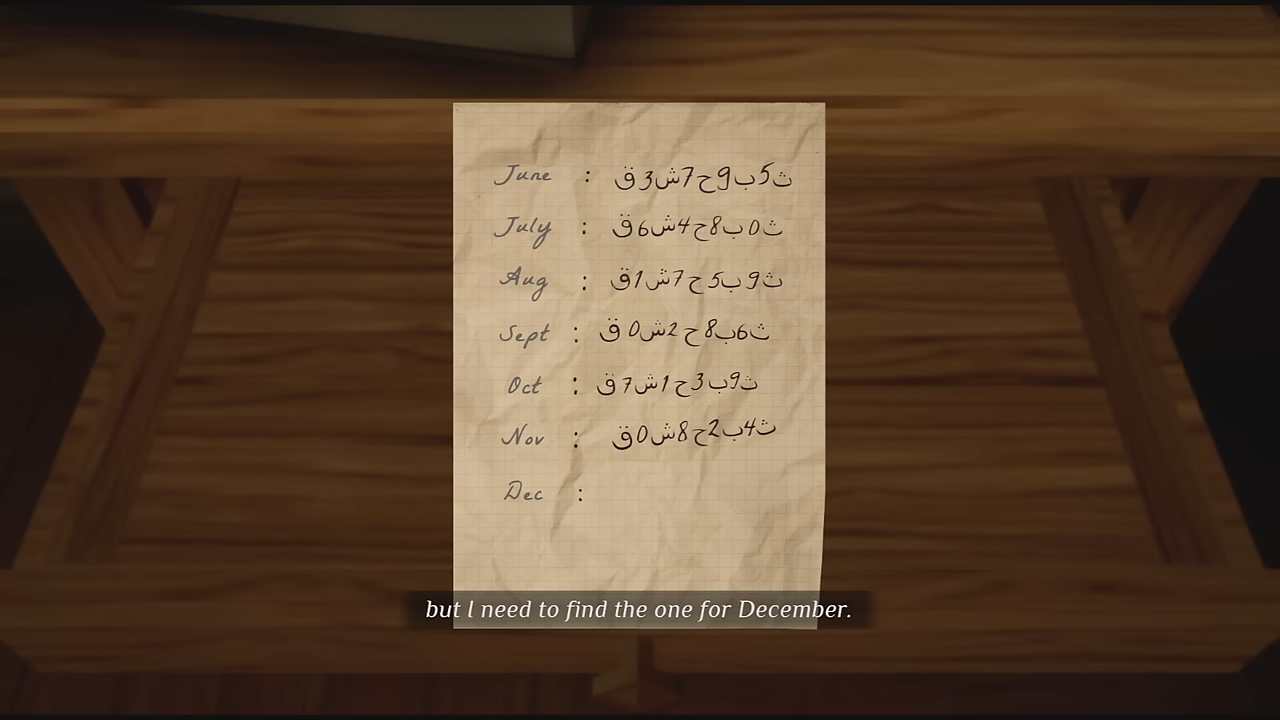 June : ث5ب9ح7ش3ق
July : ث0ب8ح4ش6ق
Aug : ث9ب5ح7ش1ق
Sept : ث6ب8ح2ش0ق
Oct : ث9ب3ح1ش7ق
Nov : ث4ب2ح8ش0ق
Dec :
but I need to find the one for December.